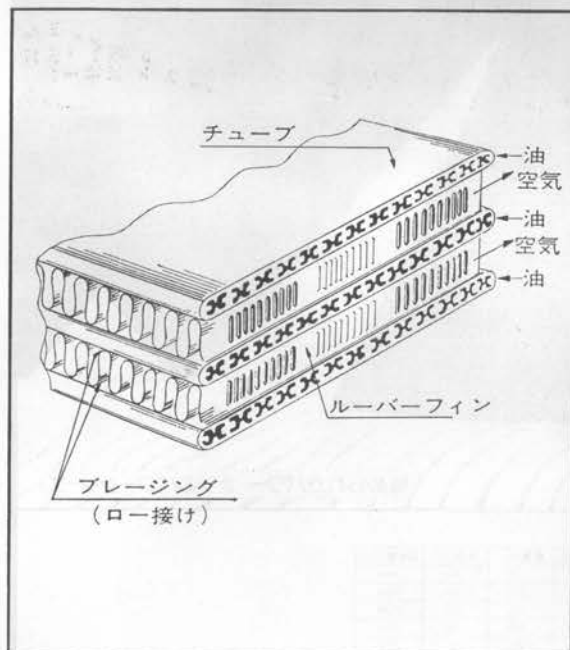 チューブ
油
空気
油
空気
油
ルーバーフィン
ブレージング
(ロー接け)